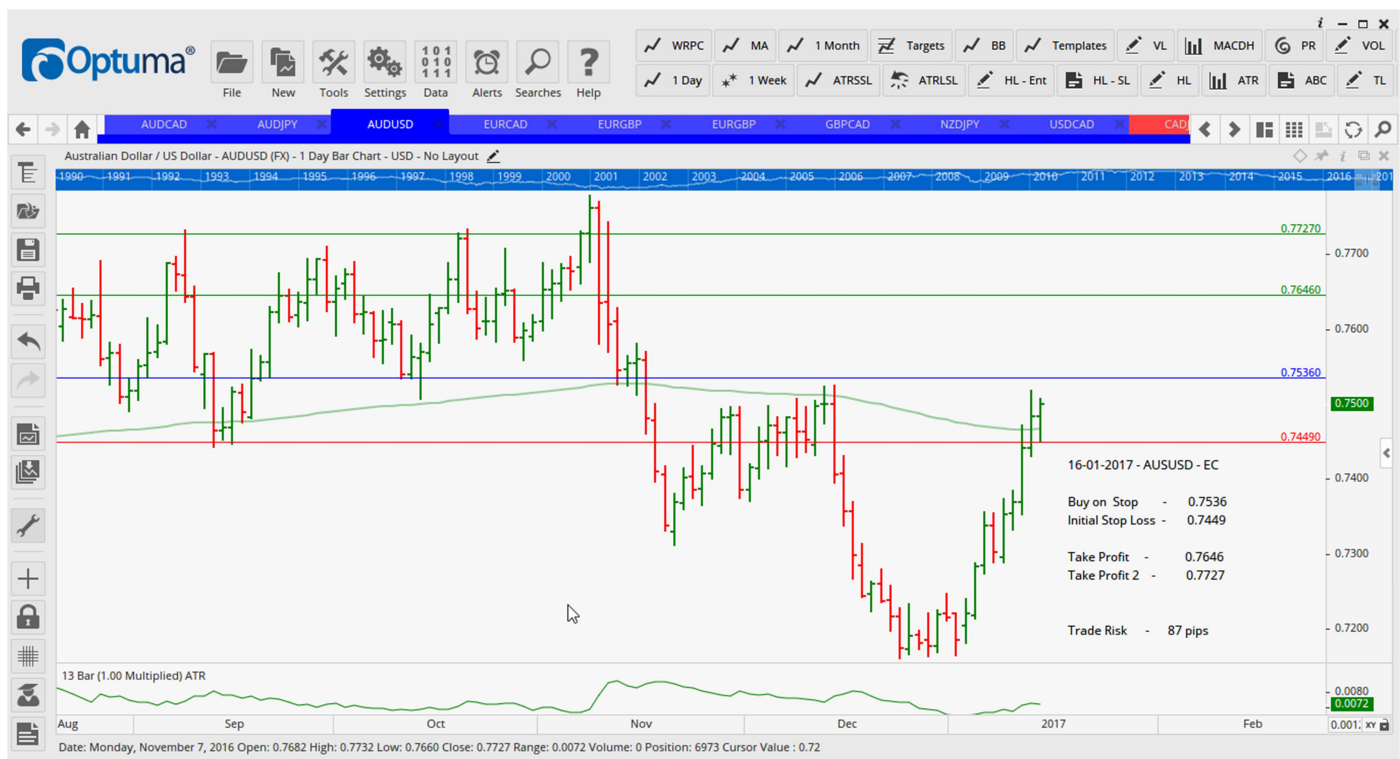 Optuma®
File
New
Tools
Settings
101
010
111
Data
Alerts
Searches
?
Help
i
WRPC
MA
1 Month
Targets
BB
Templates
VL
MACDH
PR
VOL
1 Day
1 Week
ATRSSL
ATRLSL
HL - Ent
HL - SL
HL
ATR
ABC
TL
AUDCAD
AUDJPY
AUDUSD
EURCAD
EURGBP
EURGBP
GBPCAD
NZDJPY
USDCAD
CADJ
Australian Dollar / US Dollar - AUDUSD (FX) - 1 Day Bar Chart - USD - No Layout
1990 1991 1992 1993 1994 1995 1996 1997 1998 1999 2000 2001 2002 2003 2004 2005 2006 2007 2008 2009 2010 2011 2012 2013 2014 2015 2016 201
0.77270
0.7700
0.76460
0.7600
0.75360
0.7500
0.74490
0.7400
0.7300
0.7200
16-01-2017 - AUSUSD - EC
Buy on Stop - 0.7536
Initial Stop Loss - 0.7449
Take Profit - 0.7646
Take Profit 2 - 0.7727
Trade Risk - 87 pips
13 Bar (1.00 Multiplied) ATR
0.0080
0.0072
Aug Sep Oct Nov Dec 2017 Feb
0.001; XY
Date: Monday, November 7, 2016 Open: 0.7682 High: 0.7732 Low: 0.7660 Close: 0.7727 Range: 0.0072 Volume: 0 Position: 6973 Cursor Value : 0.72